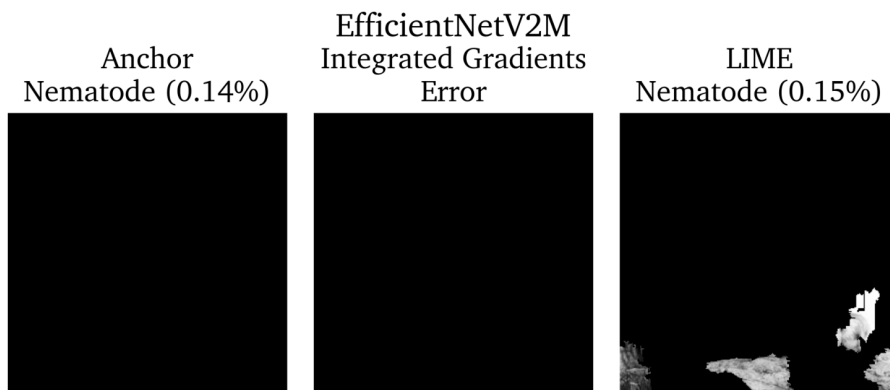 EfficientNetV2M
Anchor
Nematode (0.14%)
Integrated Gradients
Error
LIME
Nematode (0.15%)